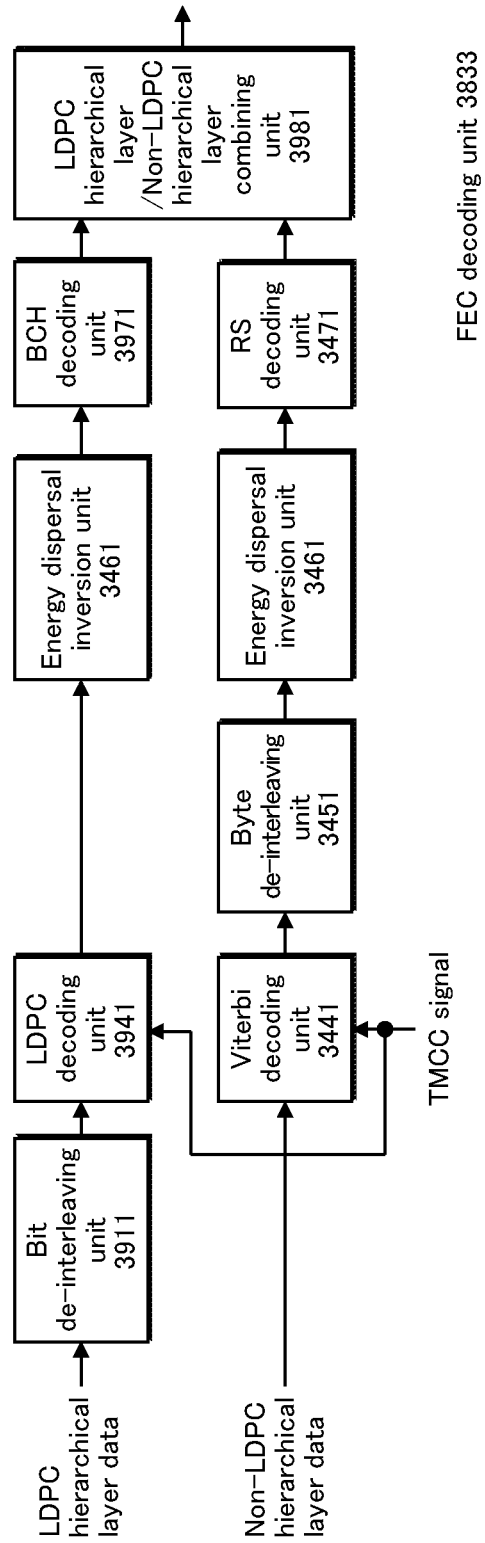 LDPC
hierarchical
layer data
Bit
de-interleaving
unit
3911
LDPC
decoding
unit
3941
Energy dispersal
inversion unit
3461
BCH
decoding
unit
3971
LDPC
hierarchical
layer
/Non-LDPC
hierarchical
layer
combining
unit
3981
Non-LDPC
hierarchical
layer data
Viterbi
decoding
unit
3441
Byte
de-interleaving
unit
3451
Energy dispersal
inversion unit
3461
RS
decoding
unit
3471
TMCC signal
FEC decoding unit 3833